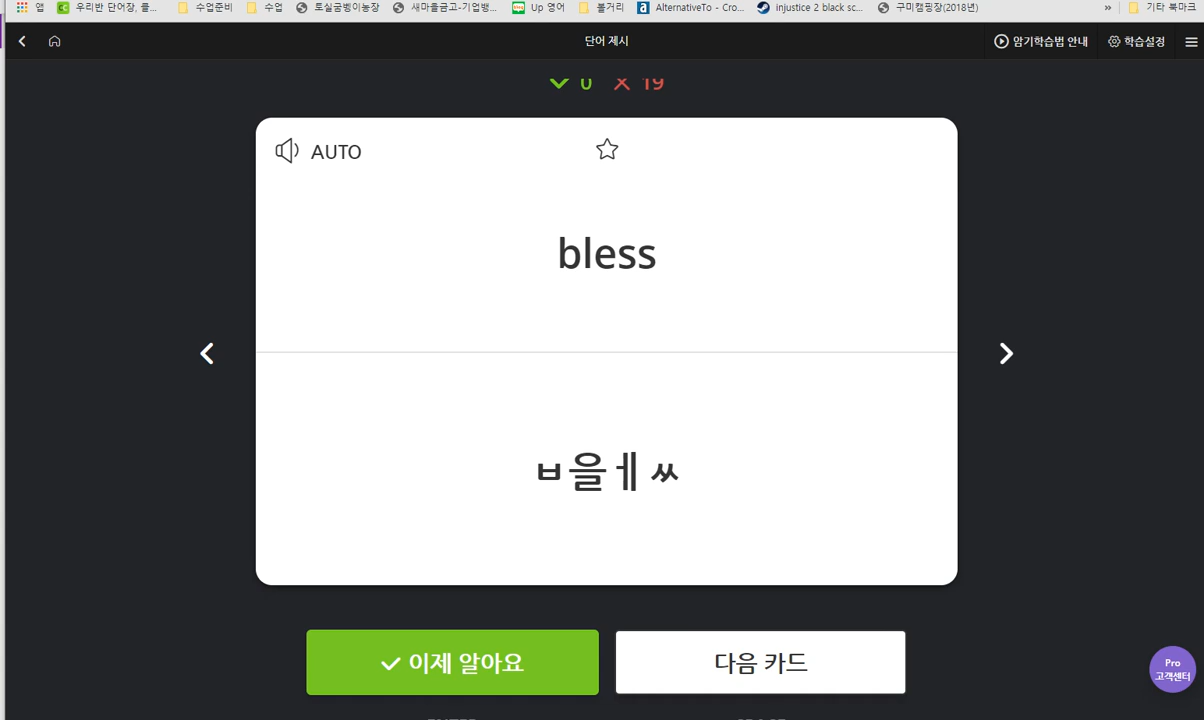 앱 우리반 단어장, 클... 수업준비 수업 토실굼벵이농장 새마을금고-기업뱅... Up 영어 볼거리 AlternativeTo - Cro... injustice 2 black sc... 구미캠핑장(2018년) » 기타 북마크
단어 제시 암기학습법 안내 학습설정
0 19
AUTO
bless
ㅂ을ㅔㅆ
이제 알아요 다음 카드
Pro
고객센터